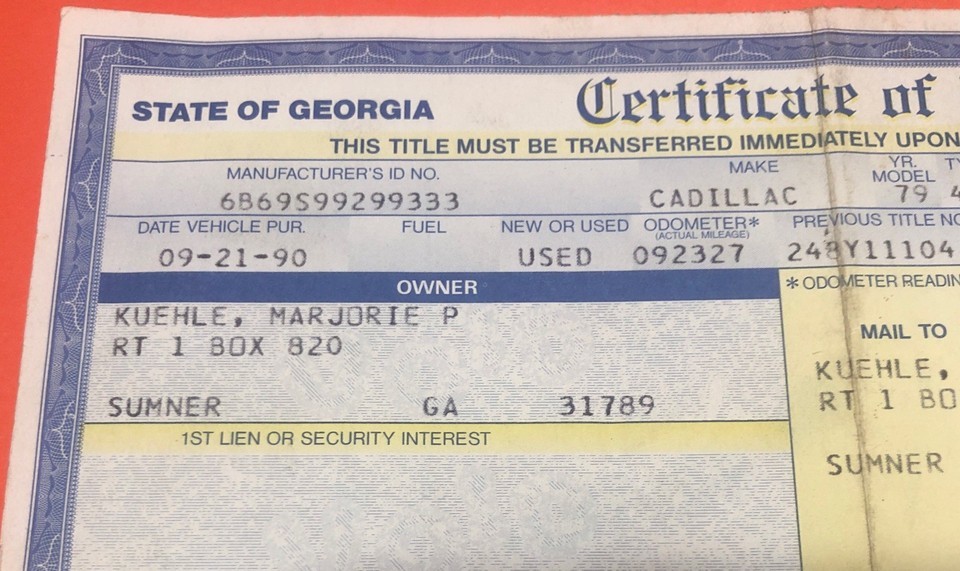 STATE OF GEORGIA
Certificate of
THIS TITLE MUST BE TRANSFERRED IMMEDIATELY UPON
MANUFACTURER'S ID NO. MAKE YR. MODEL
6B69S99299333 CADILLAC 79
DATE VEHICLE PUR. FUEL NEW OR USED ODOMETER* (ACTUAL MILEAGE) PREVIOUS TITLE NO
09-21-90 USED 092327 248Y11104
OWNER
*ODOMETER READIN
KUEHLE, MARJORIE P
RT 1 BOX 820
SUMNER GA 31789
MAIL TO
KUEHLE,
RT 1 BO
SUMNER
1ST LIEN OR SECURITY INTEREST